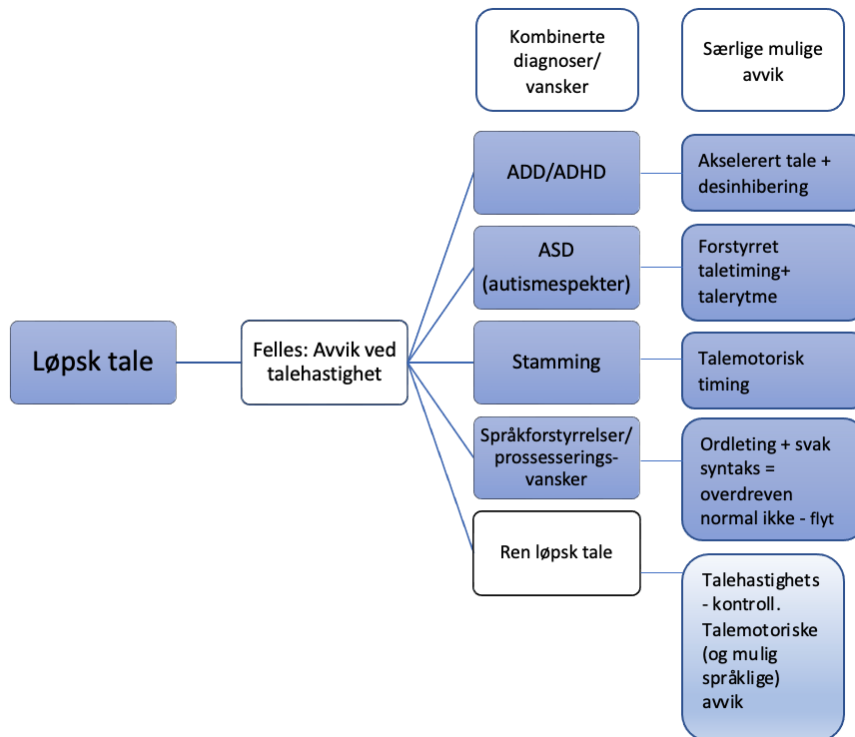 Kombinerte
diagnoser/
vansker
Særlige mulige
avvik
ADD/ADHD
Akselerert tale +
desinhibering
ASD
(autismespekter)
Forstyrret
taletiming+
talerytme
Løpsk tale
Felles: Avvik ved
talehastighet
Stamming
Talemotorisk
timing
Språkforstyrrelser/
prossesserings-
vansker
Ordleting + svak
syntaks =
overdreven
normal ikke - flyt
Ren løpsk tale
Talehastighets
- kontroll.
Talemotoriske
(og mulig
språklige)
avvik